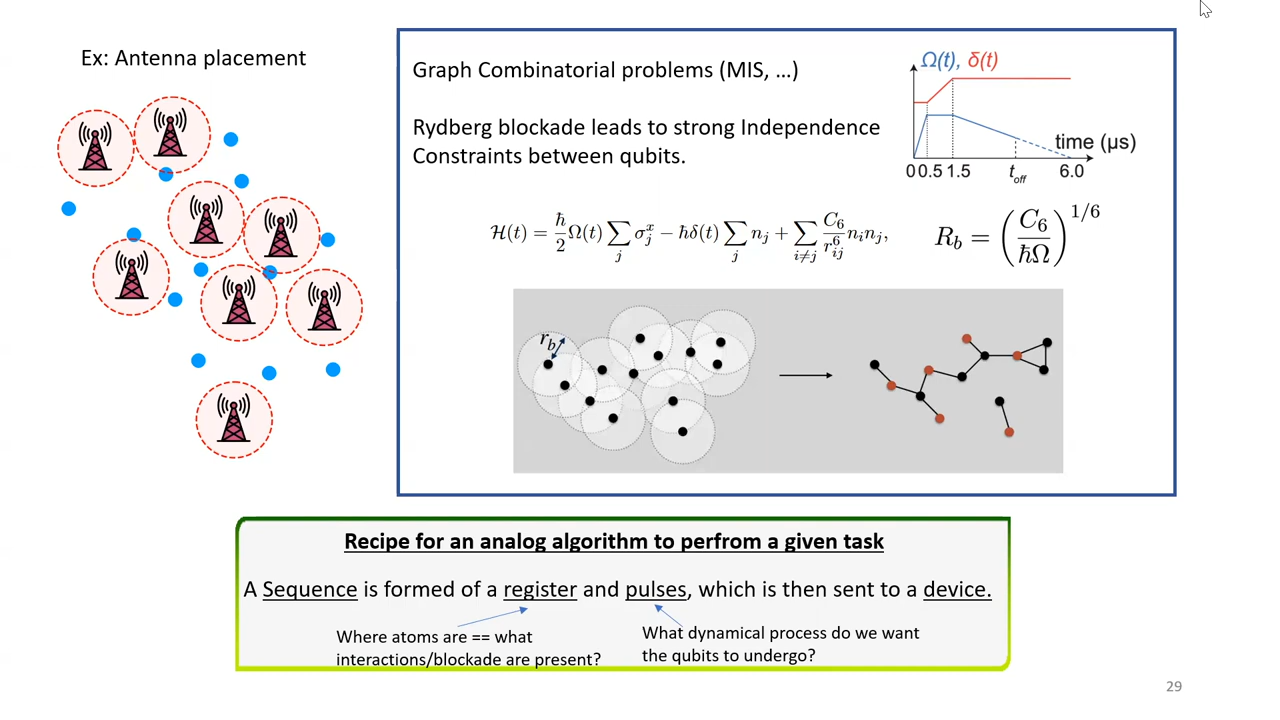 Ex: Antenna placement
Graph Combinatorial problems (MIS, …)
Rydberg blockade leads to strong Independence
Constraints between qubits.
Ω(t), δ(t)
time (μs)
0 0.5 1.5 t_off 6.0
ℋ(t) = ℏ/2 Ω(t) ∑_j σ_j^x − ℏδ(t) ∑_j n_j + ∑_{i≠j} C_6/r_{ij}^6 n_i n_j,
R_b = (C_6/ℏΩ)^{1/6}
r_b
Recipe for an analog algorithm to perfrom a given task
A Sequence is formed of a register and pulses, which is then sent to a device.
Where atoms are == what
interactions/blockade are present?
What dynamical process do we want
the qubits to undergo?
29